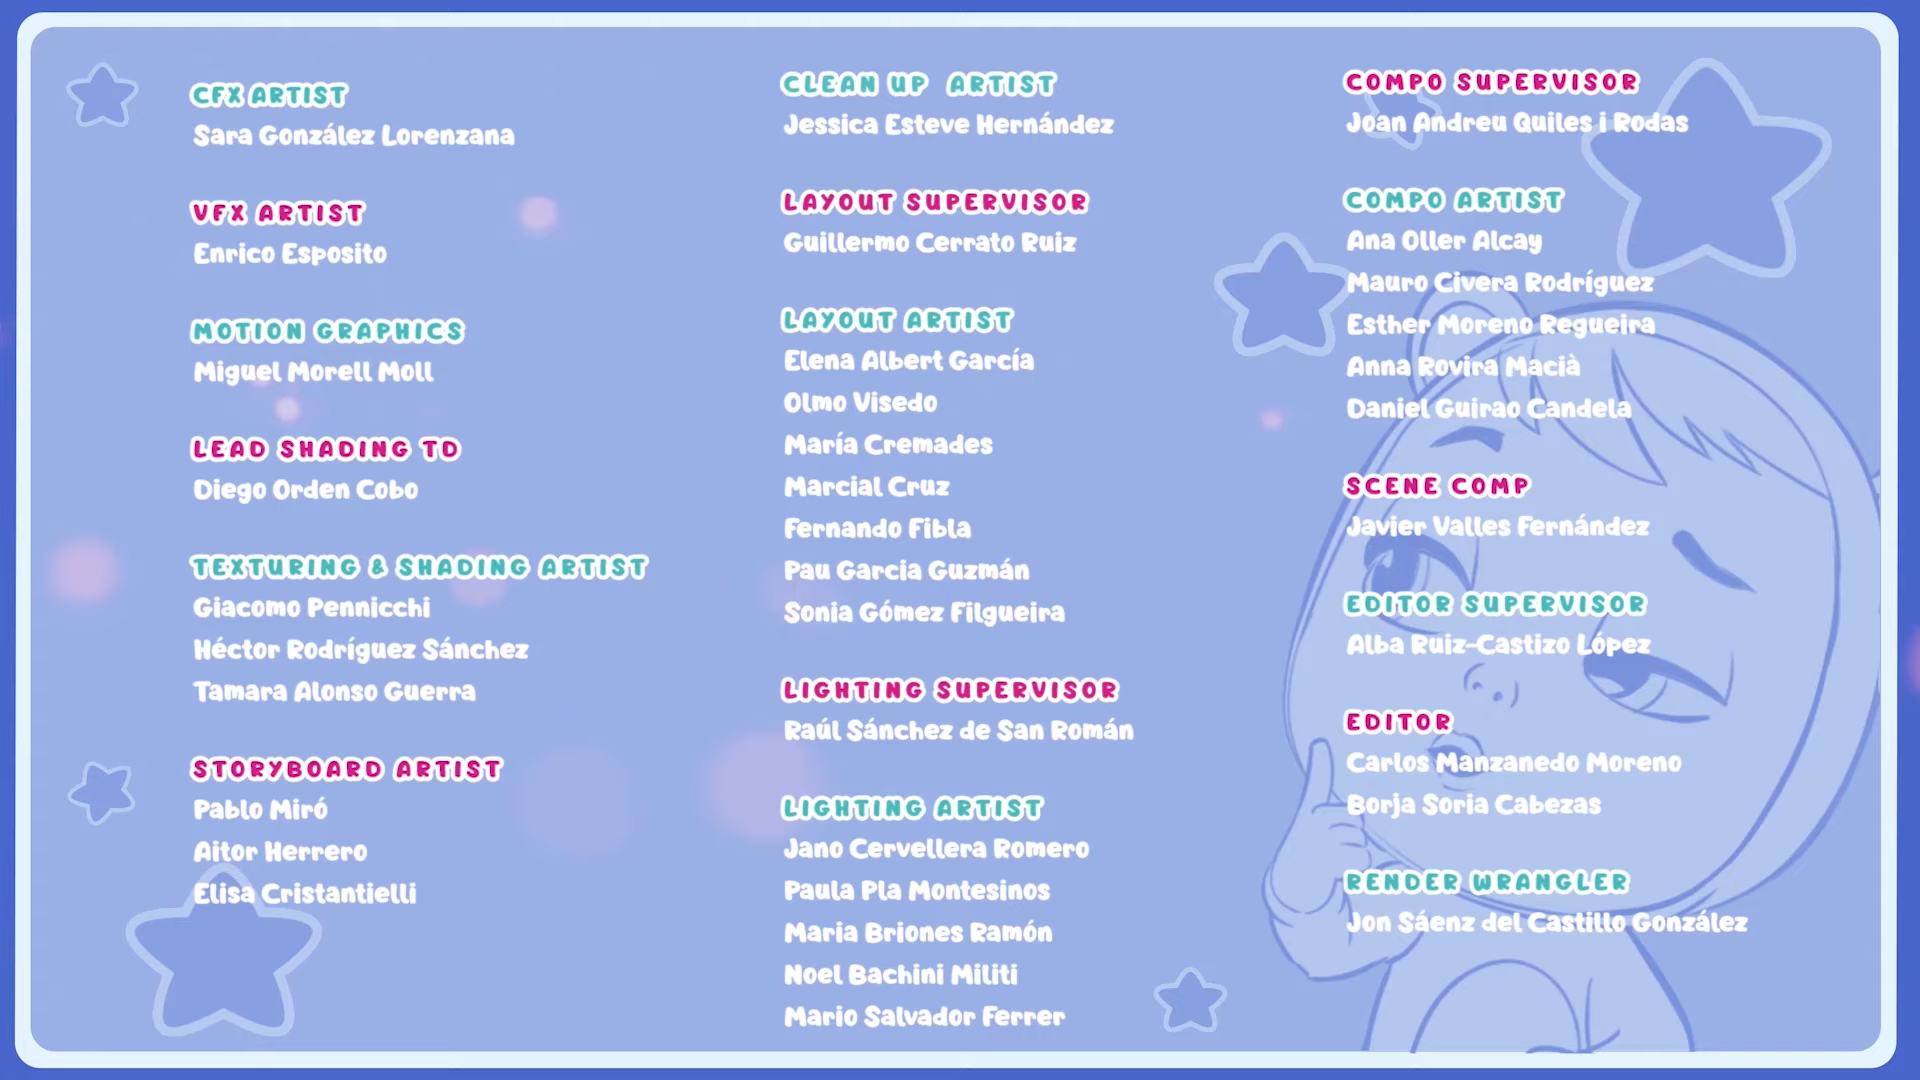 CFX ARTIST
Sara González Lorenzana
VFX ARTIST
Enrico Esposito
MOTION GRAPHICS
Miguel Morell Moll
LEAD SHADING TD
Diego Orden Cobo
TEXTURING & SHADING ARTIST
Giacomo Pennicchi
Héctor Rodríguez Sánchez
Tamara Alonso Guerra
STORYBOARD ARTIST
Pablo Miró
Aitor Herrero
Elisa Cristantielli
CLEAN UP ARTIST
Jessica Esteve Hernández
LAYOUT SUPERVISOR
Guillermo Cerrato Ruiz
LAYOUT ARTIST
Elena Albert García
Olmo Visedo
María Cremades
Marcial Cruz
Fernando Fibla
Pau Garcia Guzmán
Sonia Gómez Filgueira
LIGHTING SUPERVISOR
Raúl Sánchez de San Román
LIGHTING ARTIST
Jano Cervellera Romero
Paula Pla Montesinos
Maria Briones Ramón
Noel Bachini Militi
Mario Salvador Ferrer
COMPO SUPERVISOR
Joan Andreu Quiles i Rodas
COMPO ARTIST
Ana Oller Alcay
Mauro Civera Rodríguez
Esther Moreno Regueira
Anna Rovira Macià
Daniel Guirao Candela
SCENE COMP
Javier Valles Fernández
EDITOR SUPERVISOR
Alba Ruiz-Castizo López
EDITOR
Carlos Manzanedo Moreno
Borja Soria Cabezas
RENDER WRANGLER
Jon Sáenz del Castillo González